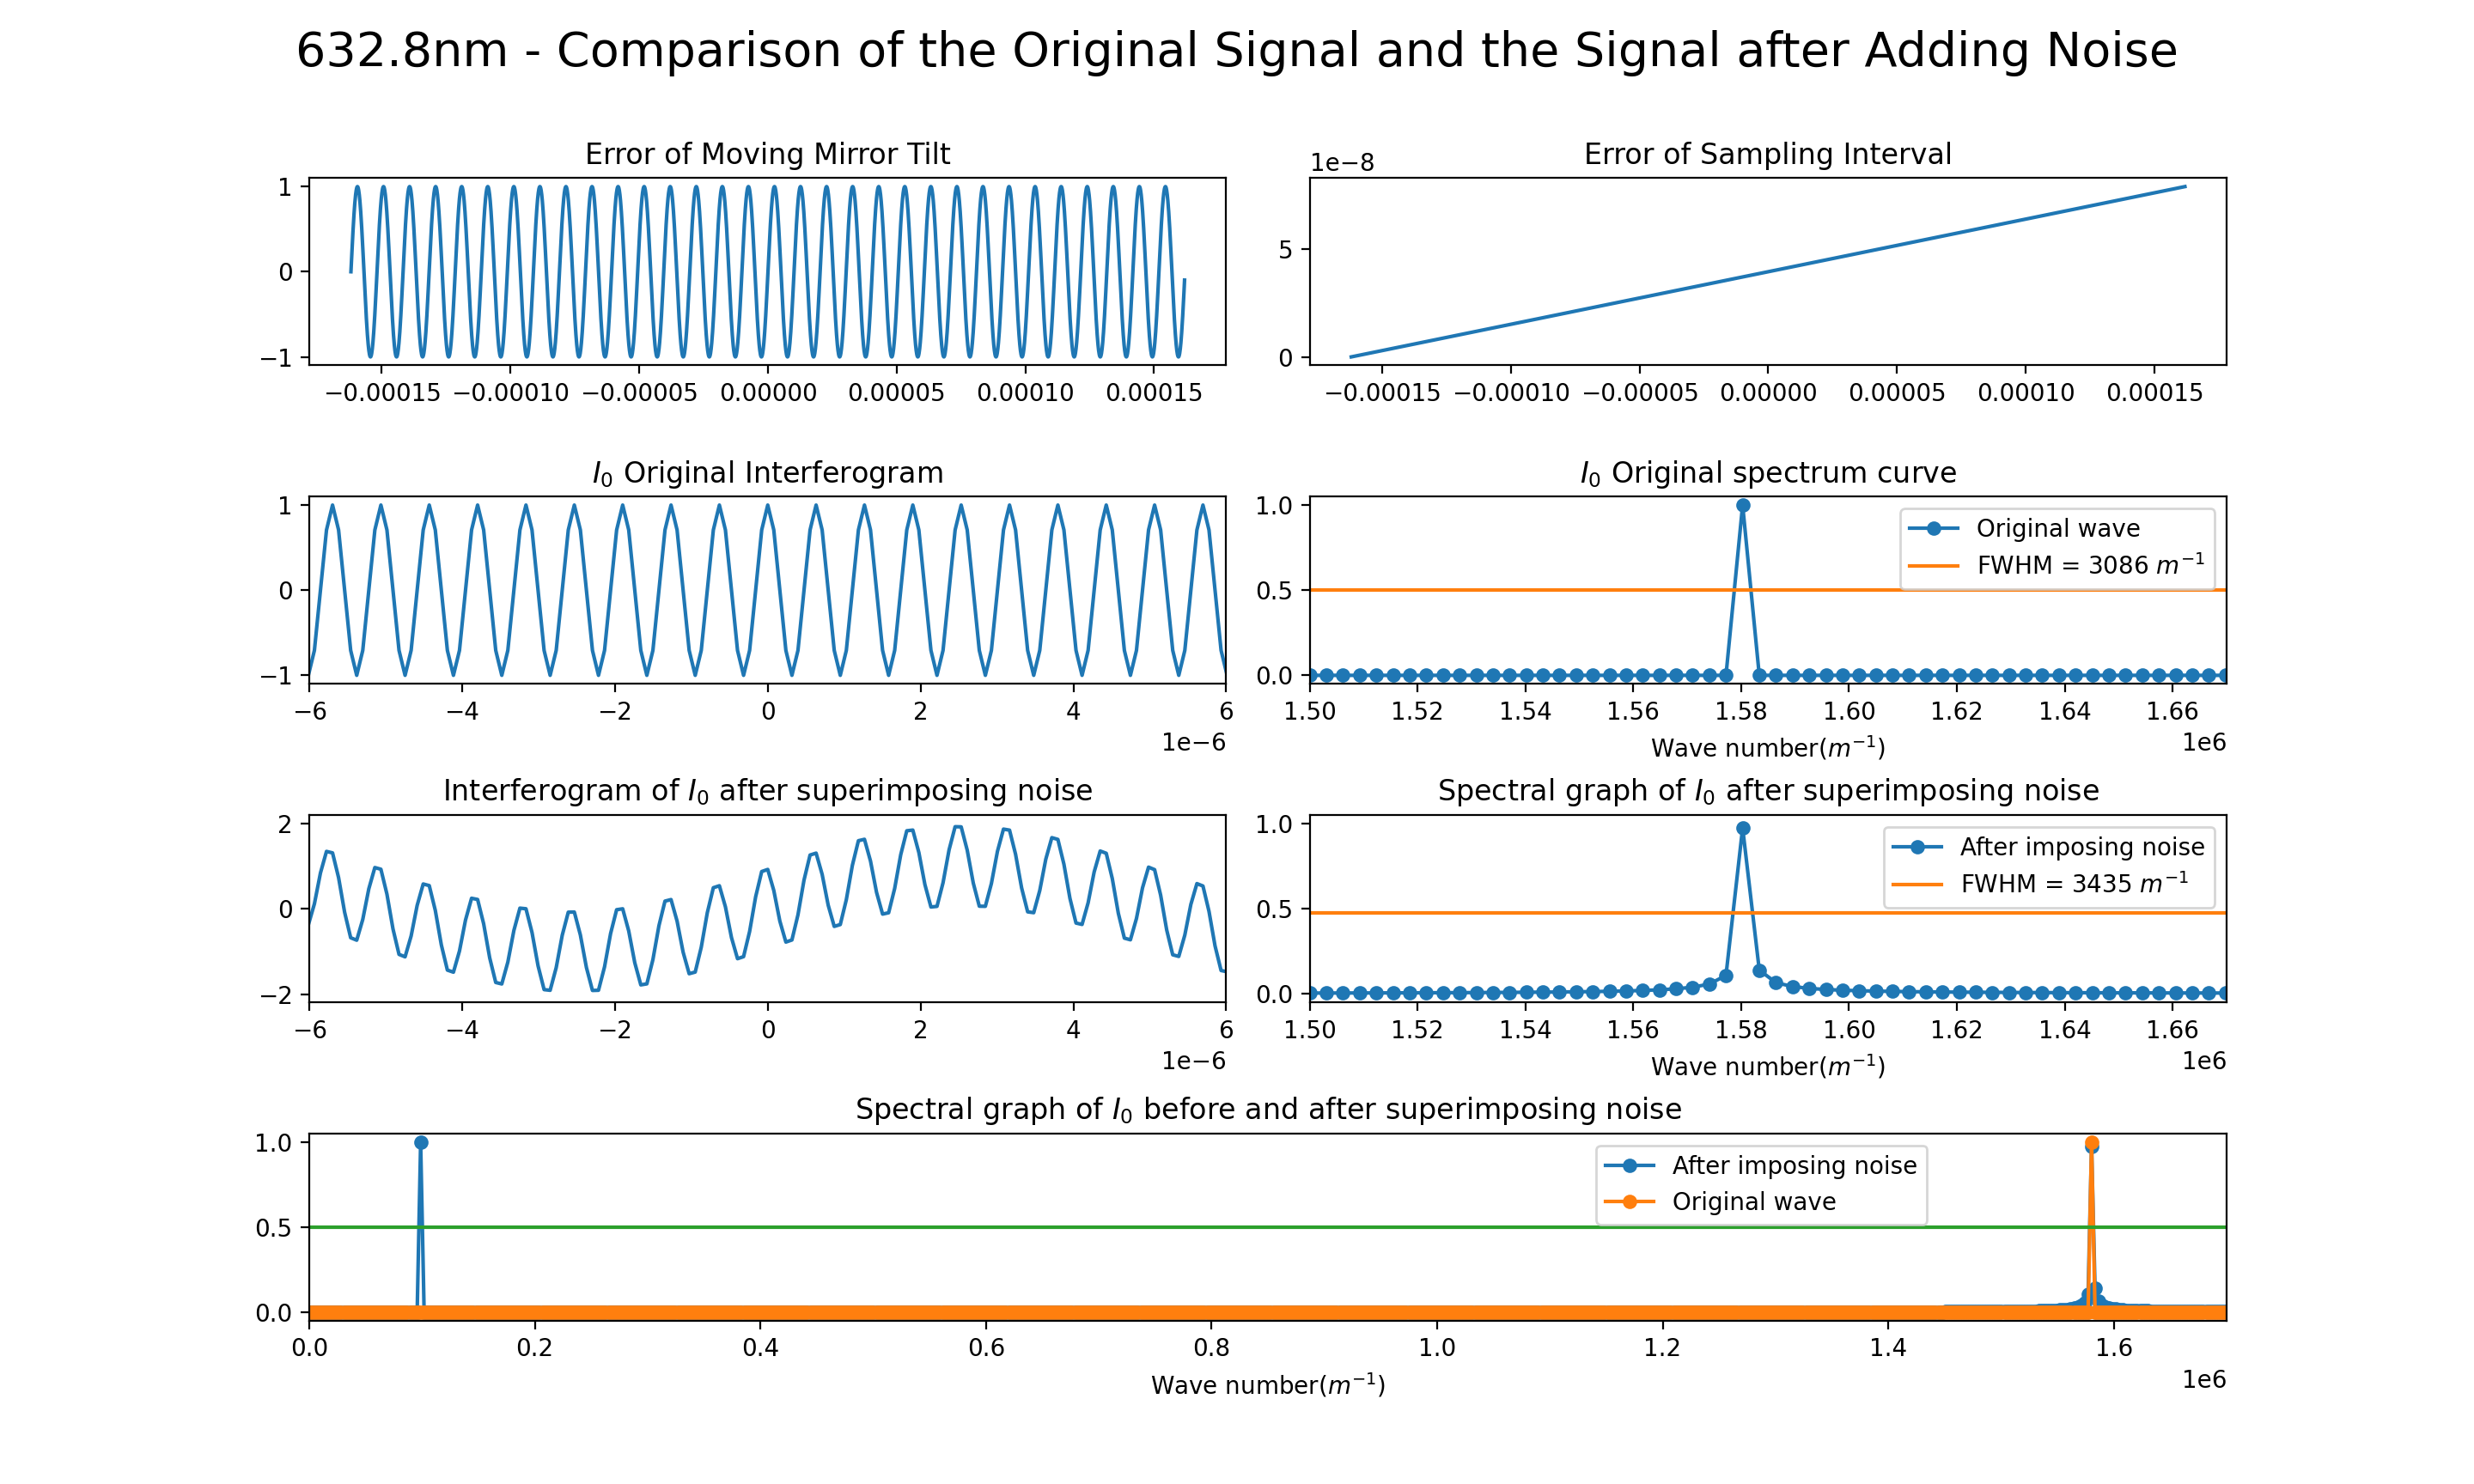 632.8nm - Comparison of the Original Signal and the Signal after Adding Noise
Error of Moving Mirror Tilt
1
0
−1
−0.00015 −0.00010 −0.00005 0.00000 0.00005 0.00010 0.00015
Error of Sampling Interval
1e−8
5
0
−0.00015 −0.00010 −0.00005 0.00000 0.00005 0.00010 0.00015
I₀ Original Interferogram
1
0
−1
−6 −4 −2 0 2 4 6
1e−6
I₀ Original spectrum curve
1.0
0.5
0.0
Original wave
FWHM = 3086 m⁻¹
1.50 1.52 1.54 1.56 1.58 1.60 1.62 1.64 1.66
Wave number(m⁻¹)
1e6
Interferogram of I₀ after superimposing noise
2
0
−2
−6 −4 −2 0 2 4 6
1e−6
Spectral graph of I₀ after superimposing noise
1.0
0.5
0.0
After imposing noise
FWHM = 3435 m⁻¹
1.50 1.52 1.54 1.56 1.58 1.60 1.62 1.64 1.66
Wave number(m⁻¹)
1e6
Spectral graph of I₀ before and after superimposing noise
1.0
0.5
0.0
After imposing noise
Original wave
0.0 0.2 0.4 0.6 0.8 1.0 1.2 1.4 1.6
Wave number(m⁻¹)
1e6